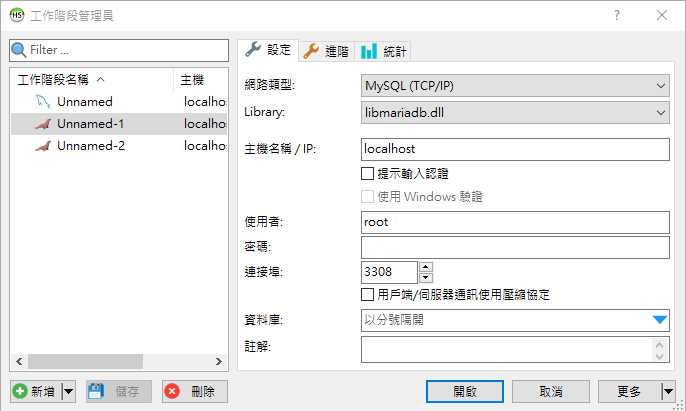 HS 工作階段管理員
Filter ...
工作階段名稱 主機
Unnamed localhos
Unnamed-1 localhos
Unnamed-2 localhos
新增 儲存 刪除
設定 進階 統計
網路類型: MySQL (TCP/IP)
Library: libmariadb.dll
主機名稱 / IP: localhost
提示輸入認證
使用 Windows 驗證
使用者: root
密碼:
連接埠: 3308
用戶端/伺服器通訊使用壓縮協定
資料庫: 以分號隔開
註解:
開啟 取消 更多